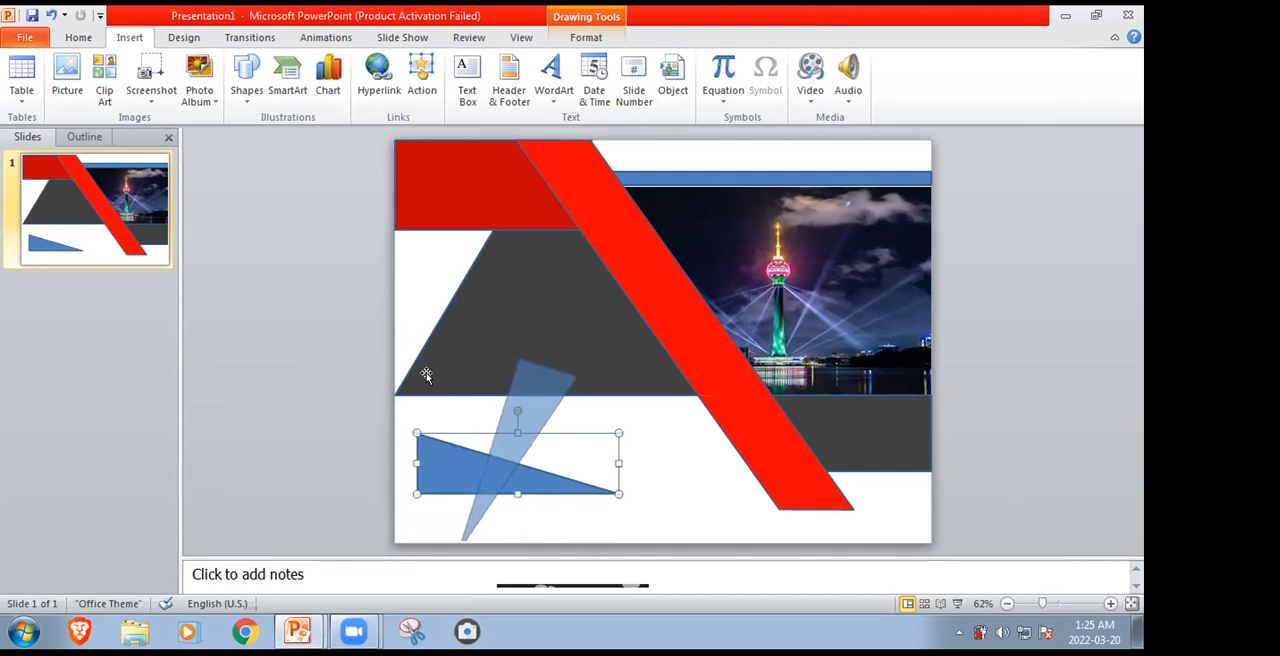 Presentation1 - Microsoft PowerPoint (Product Activation Failed)
Drawing Tools
File Home Insert Design Transitions Animations Slide Show Review View Format
Table
Picture
Clip Art
Screenshot
Photo Album
Shapes
SmartArt
Chart
Hyperlink
Action
Text Box
Header & Footer
WordArt
Date & Time
Slide Number
Object
Equation
Symbol
Video
Audio
Tables Images Illustrations Links Text Symbols Media
Slides Outline
1
Click to add notes
Slide 1 of 1 "Office Theme" English (U.S.) 62%
1:25 AM
2022-03-20